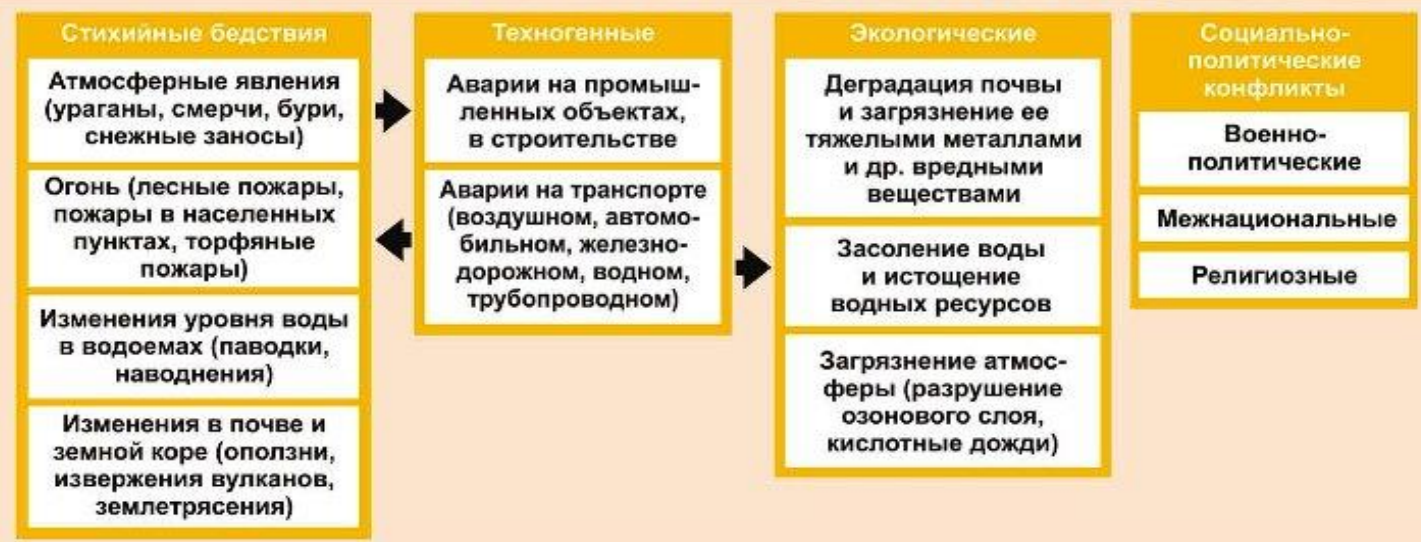 Стихийные бедствия
Атмосферные явления
(ураганы, смерчи, бури,
снежные заносы)
Огонь (лесные пожары,
пожары в населенных
пунктах, торфяные
пожары)
Изменения уровня воды
в водоемах (паводки,
наводнения)
Изменения в почве и
земной коре (оползни,
извержения вулканов,
землетрясения)
Техногенные
Аварии на промыш-
ленных объектах,
в строительстве
Аварии на транспорте
(воздушном, автомо-
бильном, железно-
дорожном, водном,
трубопроводном)
Экологические
Деградация почвы
и загрязнение ее
тяжелыми металлами
и др. вредными
веществами
Засоление воды
и истощение
водных ресурсов
Загрязнение атмос-
феры (разрушение
озонового слоя,
кислотные дожди)
Социально-
политические
конфликты
Военно-
политические
Межнациональные
Религиозные